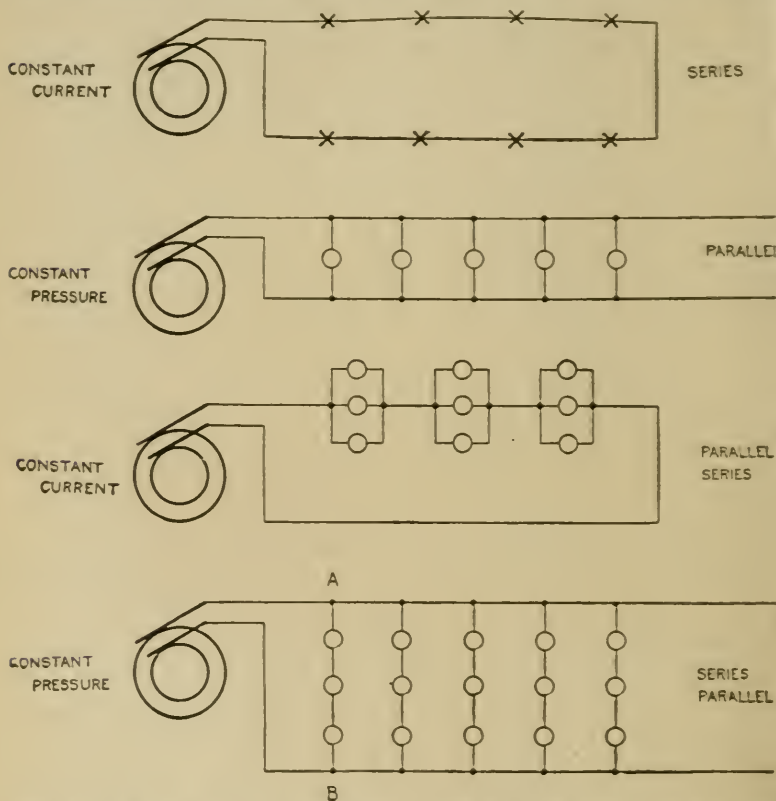 CONSTANT
CURRENT
SERIES
CONSTANT
PRESSURE
PARALLEL
CONSTANT
CURRENT
PARALLEL
SERIES
A
CONSTANT
PRESSURE
SERIES
PARALLEL
B